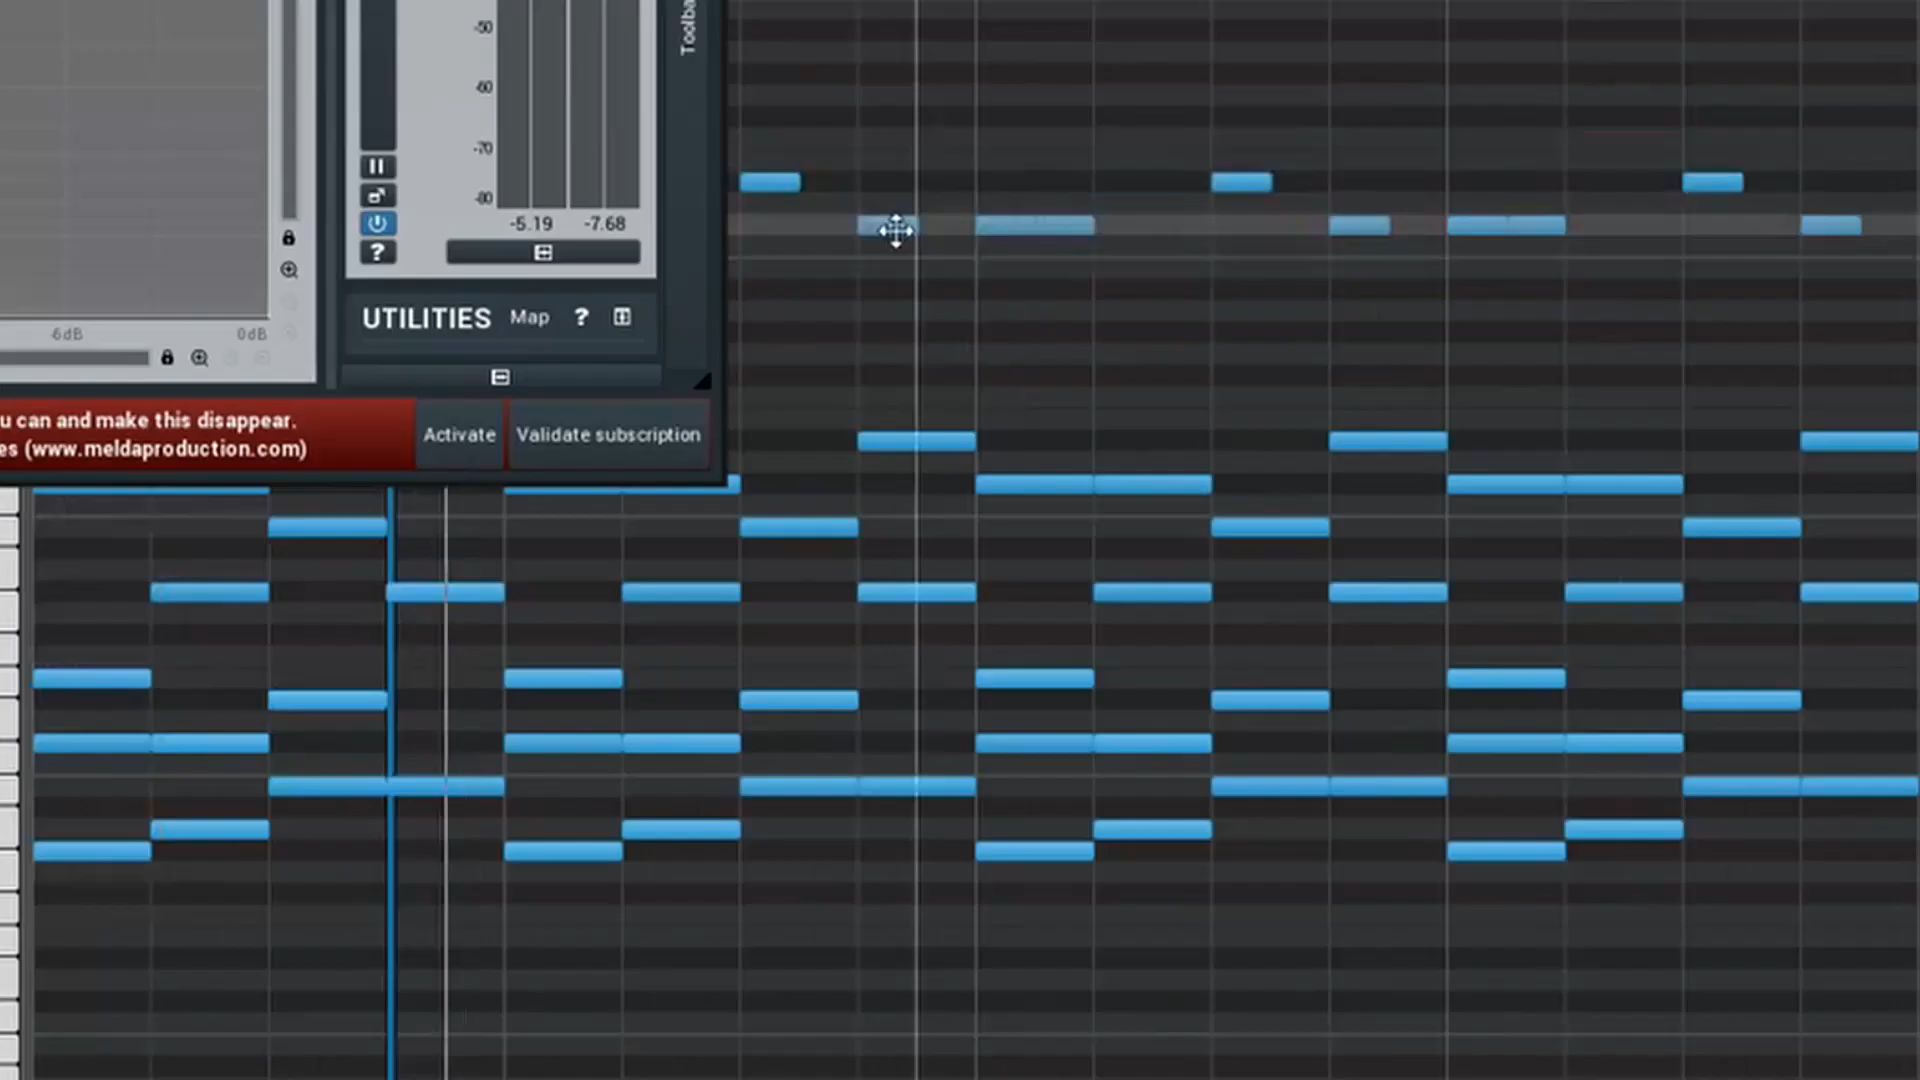 Toolba
-50
-60
-70
-80
-5.19 -7.68
?
UTILITIES Map ?
-6dB 0dB
u can and make this disappear.
es (www.meldaproduction.com)
Activate Validate subscription